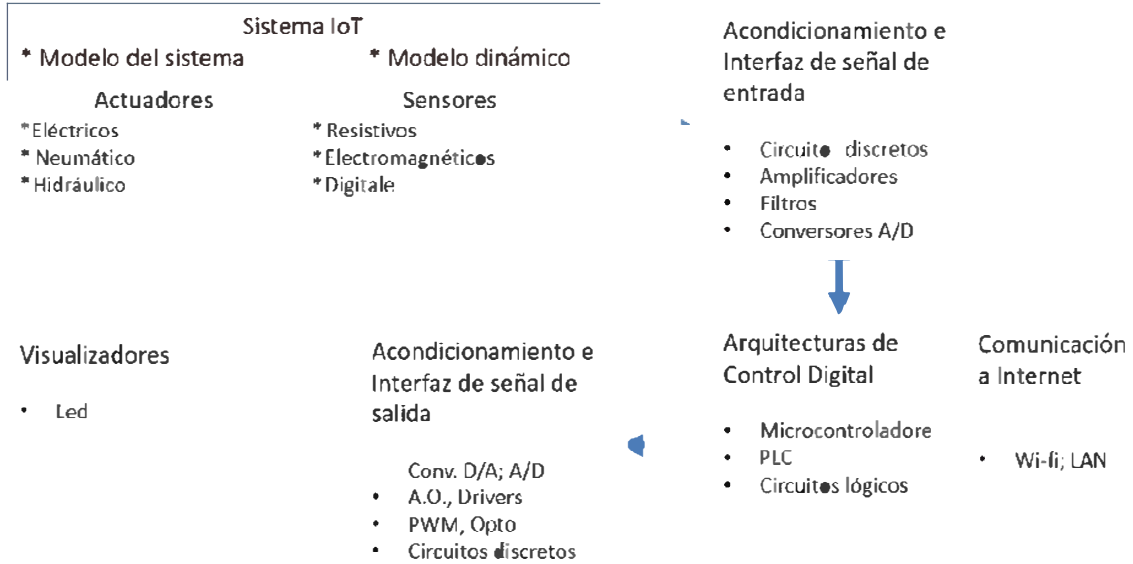 Sistema IoT
* Modelo del sistema * Modelo dinámico
Actuadores
*Eléctricos
* Neumático
* Hidráulico
Sensores
* Resistivos
*Electromagnéticos
*Digitale
Acondicionamiento e
Interfaz de señal de
entrada
• Circuito discretos
• Amplificadores
• Filtros
• Conversores A/D
Visualizadores
• Led
Acondicionamiento e
Interfaz de señal de
salida
Conv. D/A; A/D
• A.O., Drivers
• PWM, Opto
• Circuitos discretos
Arquitecturas de
Control Digital
• Microcontroladore
• PLC
• Circuitos lógicos
Comunicación
a Internet
• Wi-fi; LAN